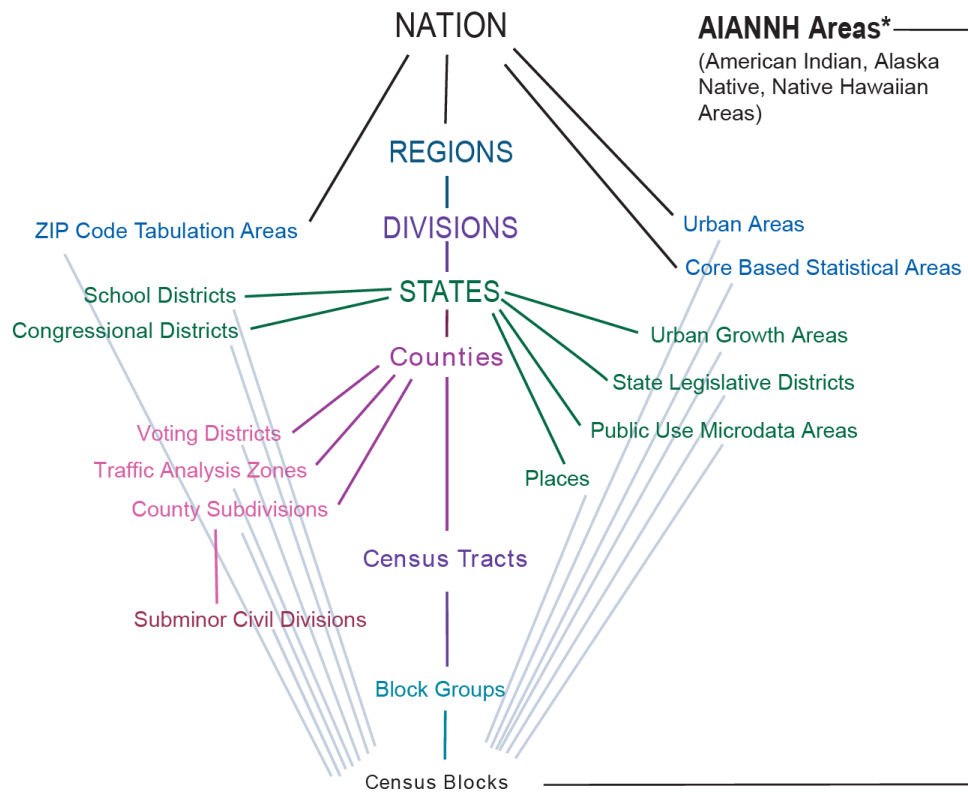 NATION
AIANNH Areas*
(American Indian, Alaska
Native, Native Hawaiian
Areas)
REGIONS
ZIP Code Tabulation Areas
DIVISIONS
Urban Areas
Core Based Statistical Areas
School Districts
STATES
Congressional Districts
Urban Growth Areas
Counties
State Legislative Districts
Voting Districts
Public Use Microdata Areas
Traffic Analysis Zones
Places
County Subdivisions
Census Tracts
Subminor Civil Divisions
Block Groups
Census Blocks